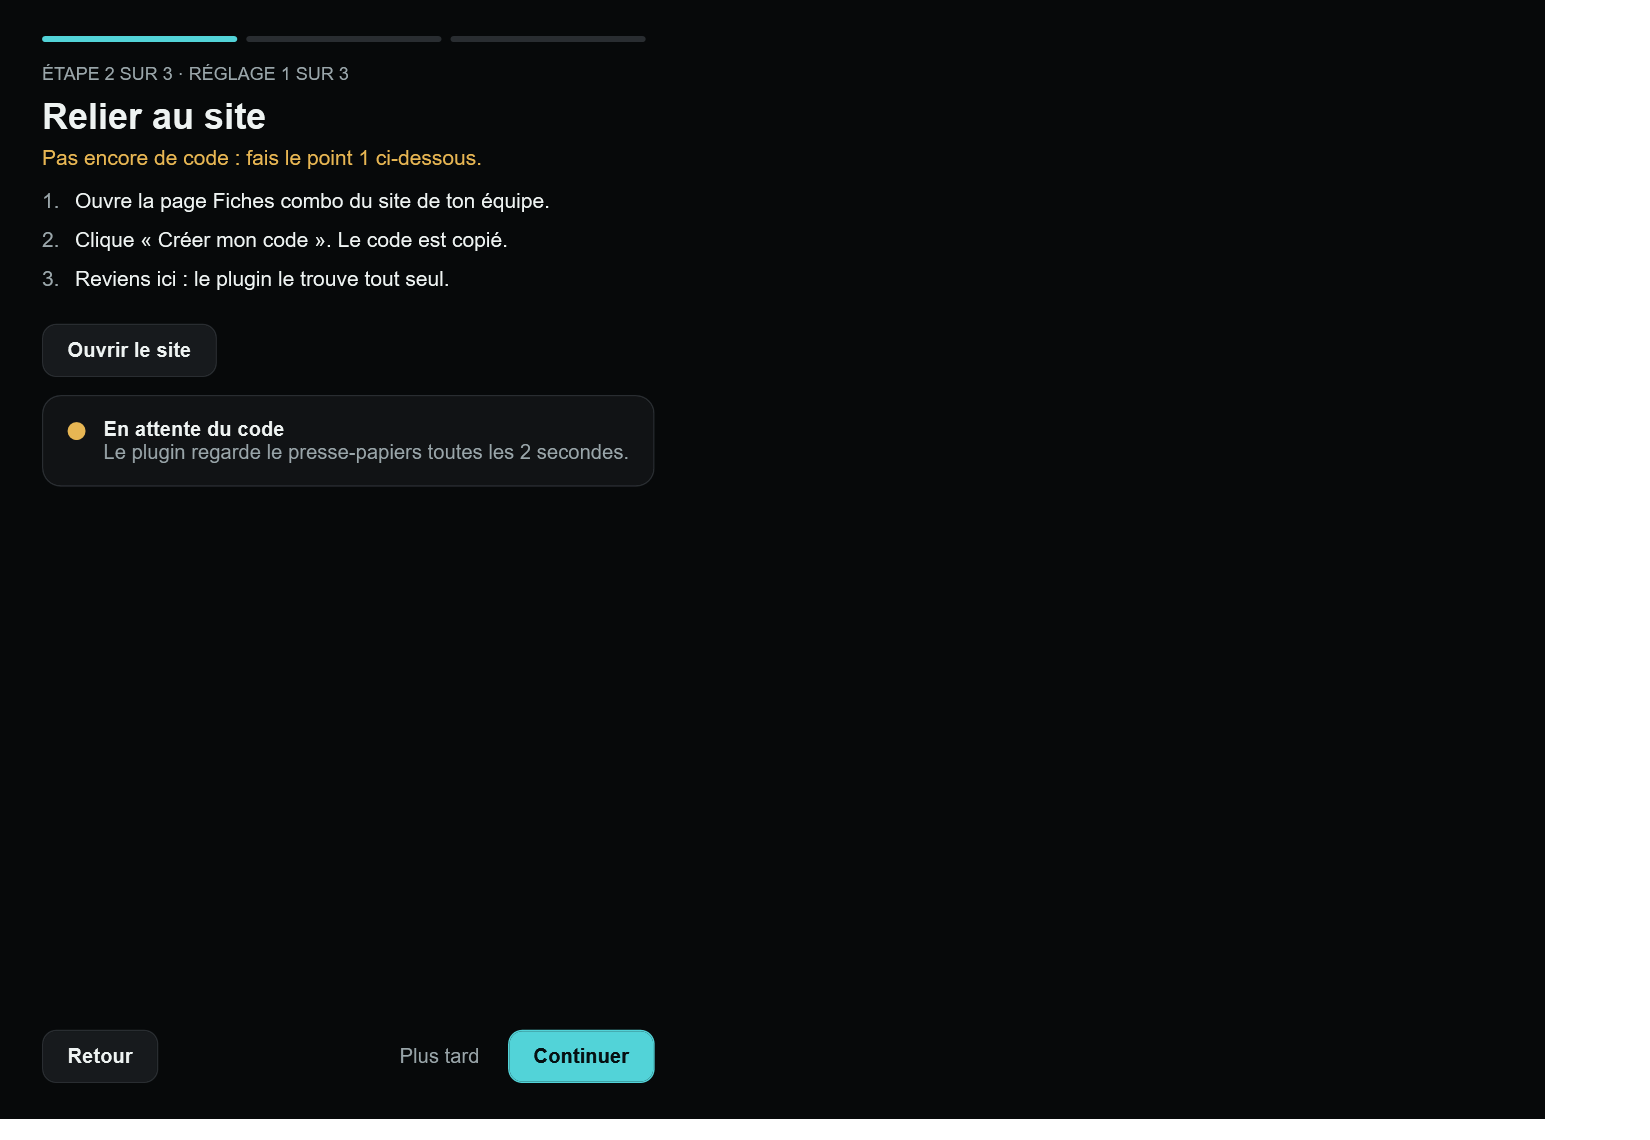 ÉTAPE 2 SUR 3 · RÉGLAGE 1 SUR 3
Relier au site
Pas encore de code : fais le point 1 ci-dessous.
1. Ouvre la page Fiches combo du site de ton équipe.
2. Clique « Créer mon code ». Le code est copié.
3. Reviens ici : le plugin le trouve tout seul.
Ouvrir le site
En attente du code
Le plugin regarde le presse-papiers toutes les 2 secondes.
Retour
Plus tard
Continuer